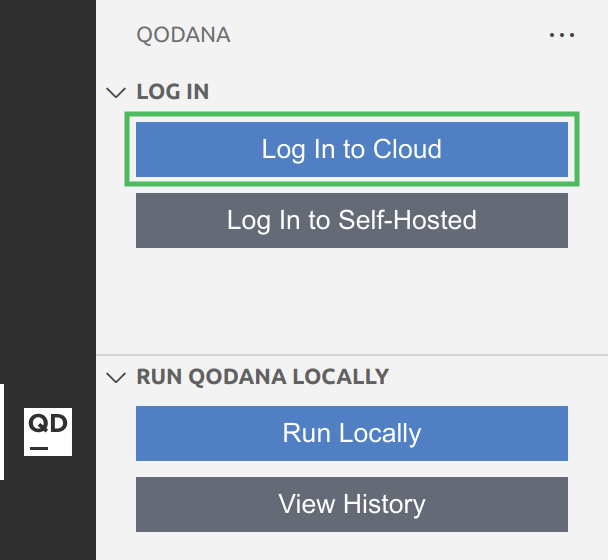 QODANA
LOG IN
Log In to Cloud
Log In to Self-Hosted
RUN QODANA LOCALLY
QD
Run Locally
View History